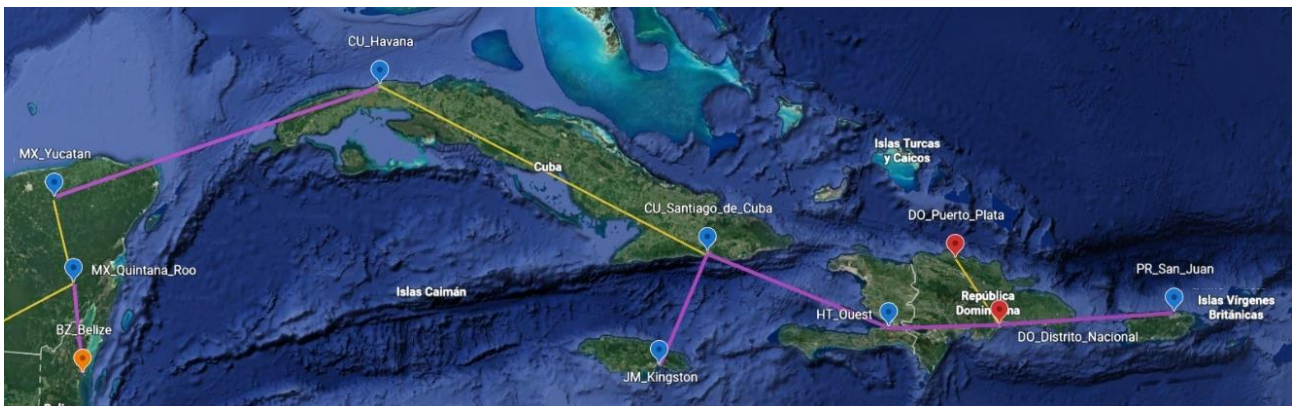 CU_Havana
MX_Yucatan
Islas Turcas
y Caicos
Cuba
CU_Santiago_de_Cuba
DO_Puerto_Plata
MX_Quintana_Roo
PR_San_Juan
Islas Caimán
República
Islas Vírgenes
Británicas
HT_Ouest
BZ_Belize
DO_Distrito_Nacional
JM_Kingston